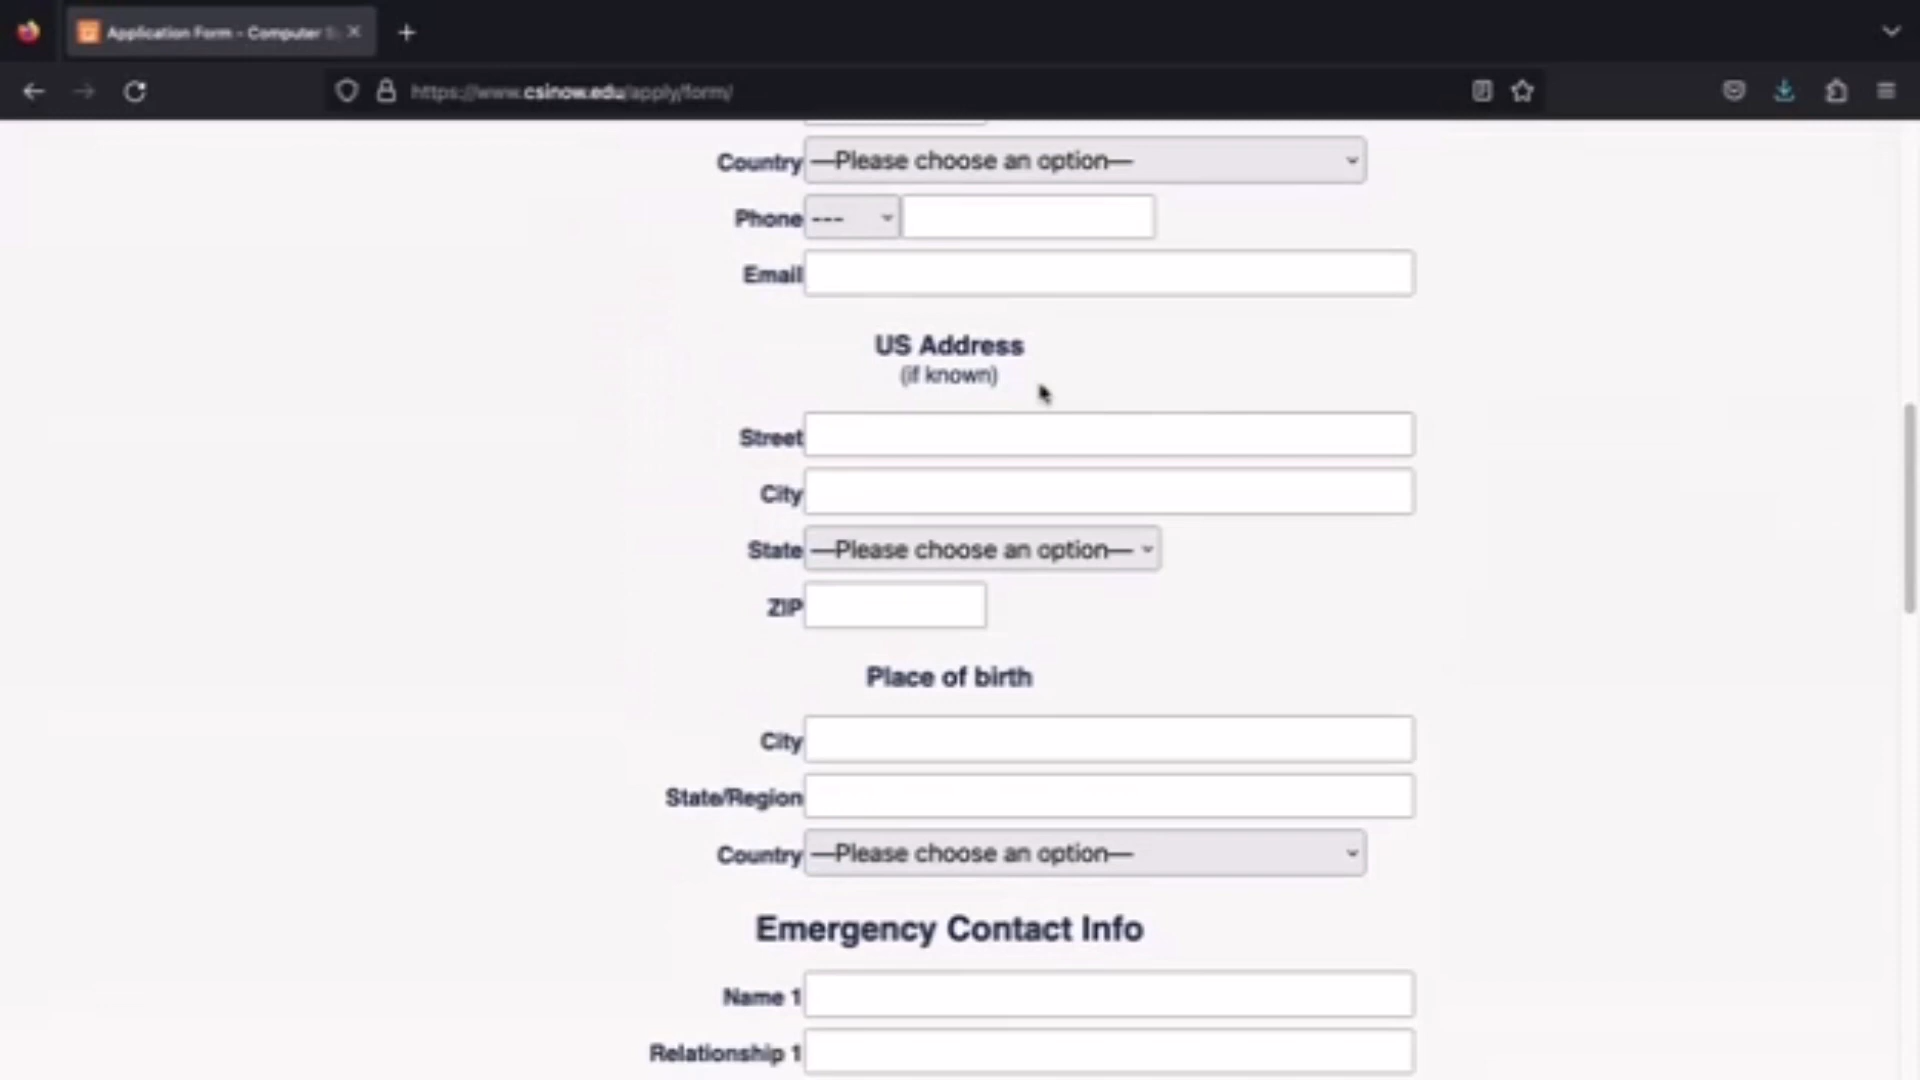 Application Form - Computer S
https://www.csinow.edu/apply/form/
Country —Please choose an option—
Phone ---
Email
US Address
(if known)
Street
City
State —Please choose an option—
ZIP
Place of birth
City
State/Region
Country —Please choose an option—
Emergency Contact Info
Name 1
Relationship 1